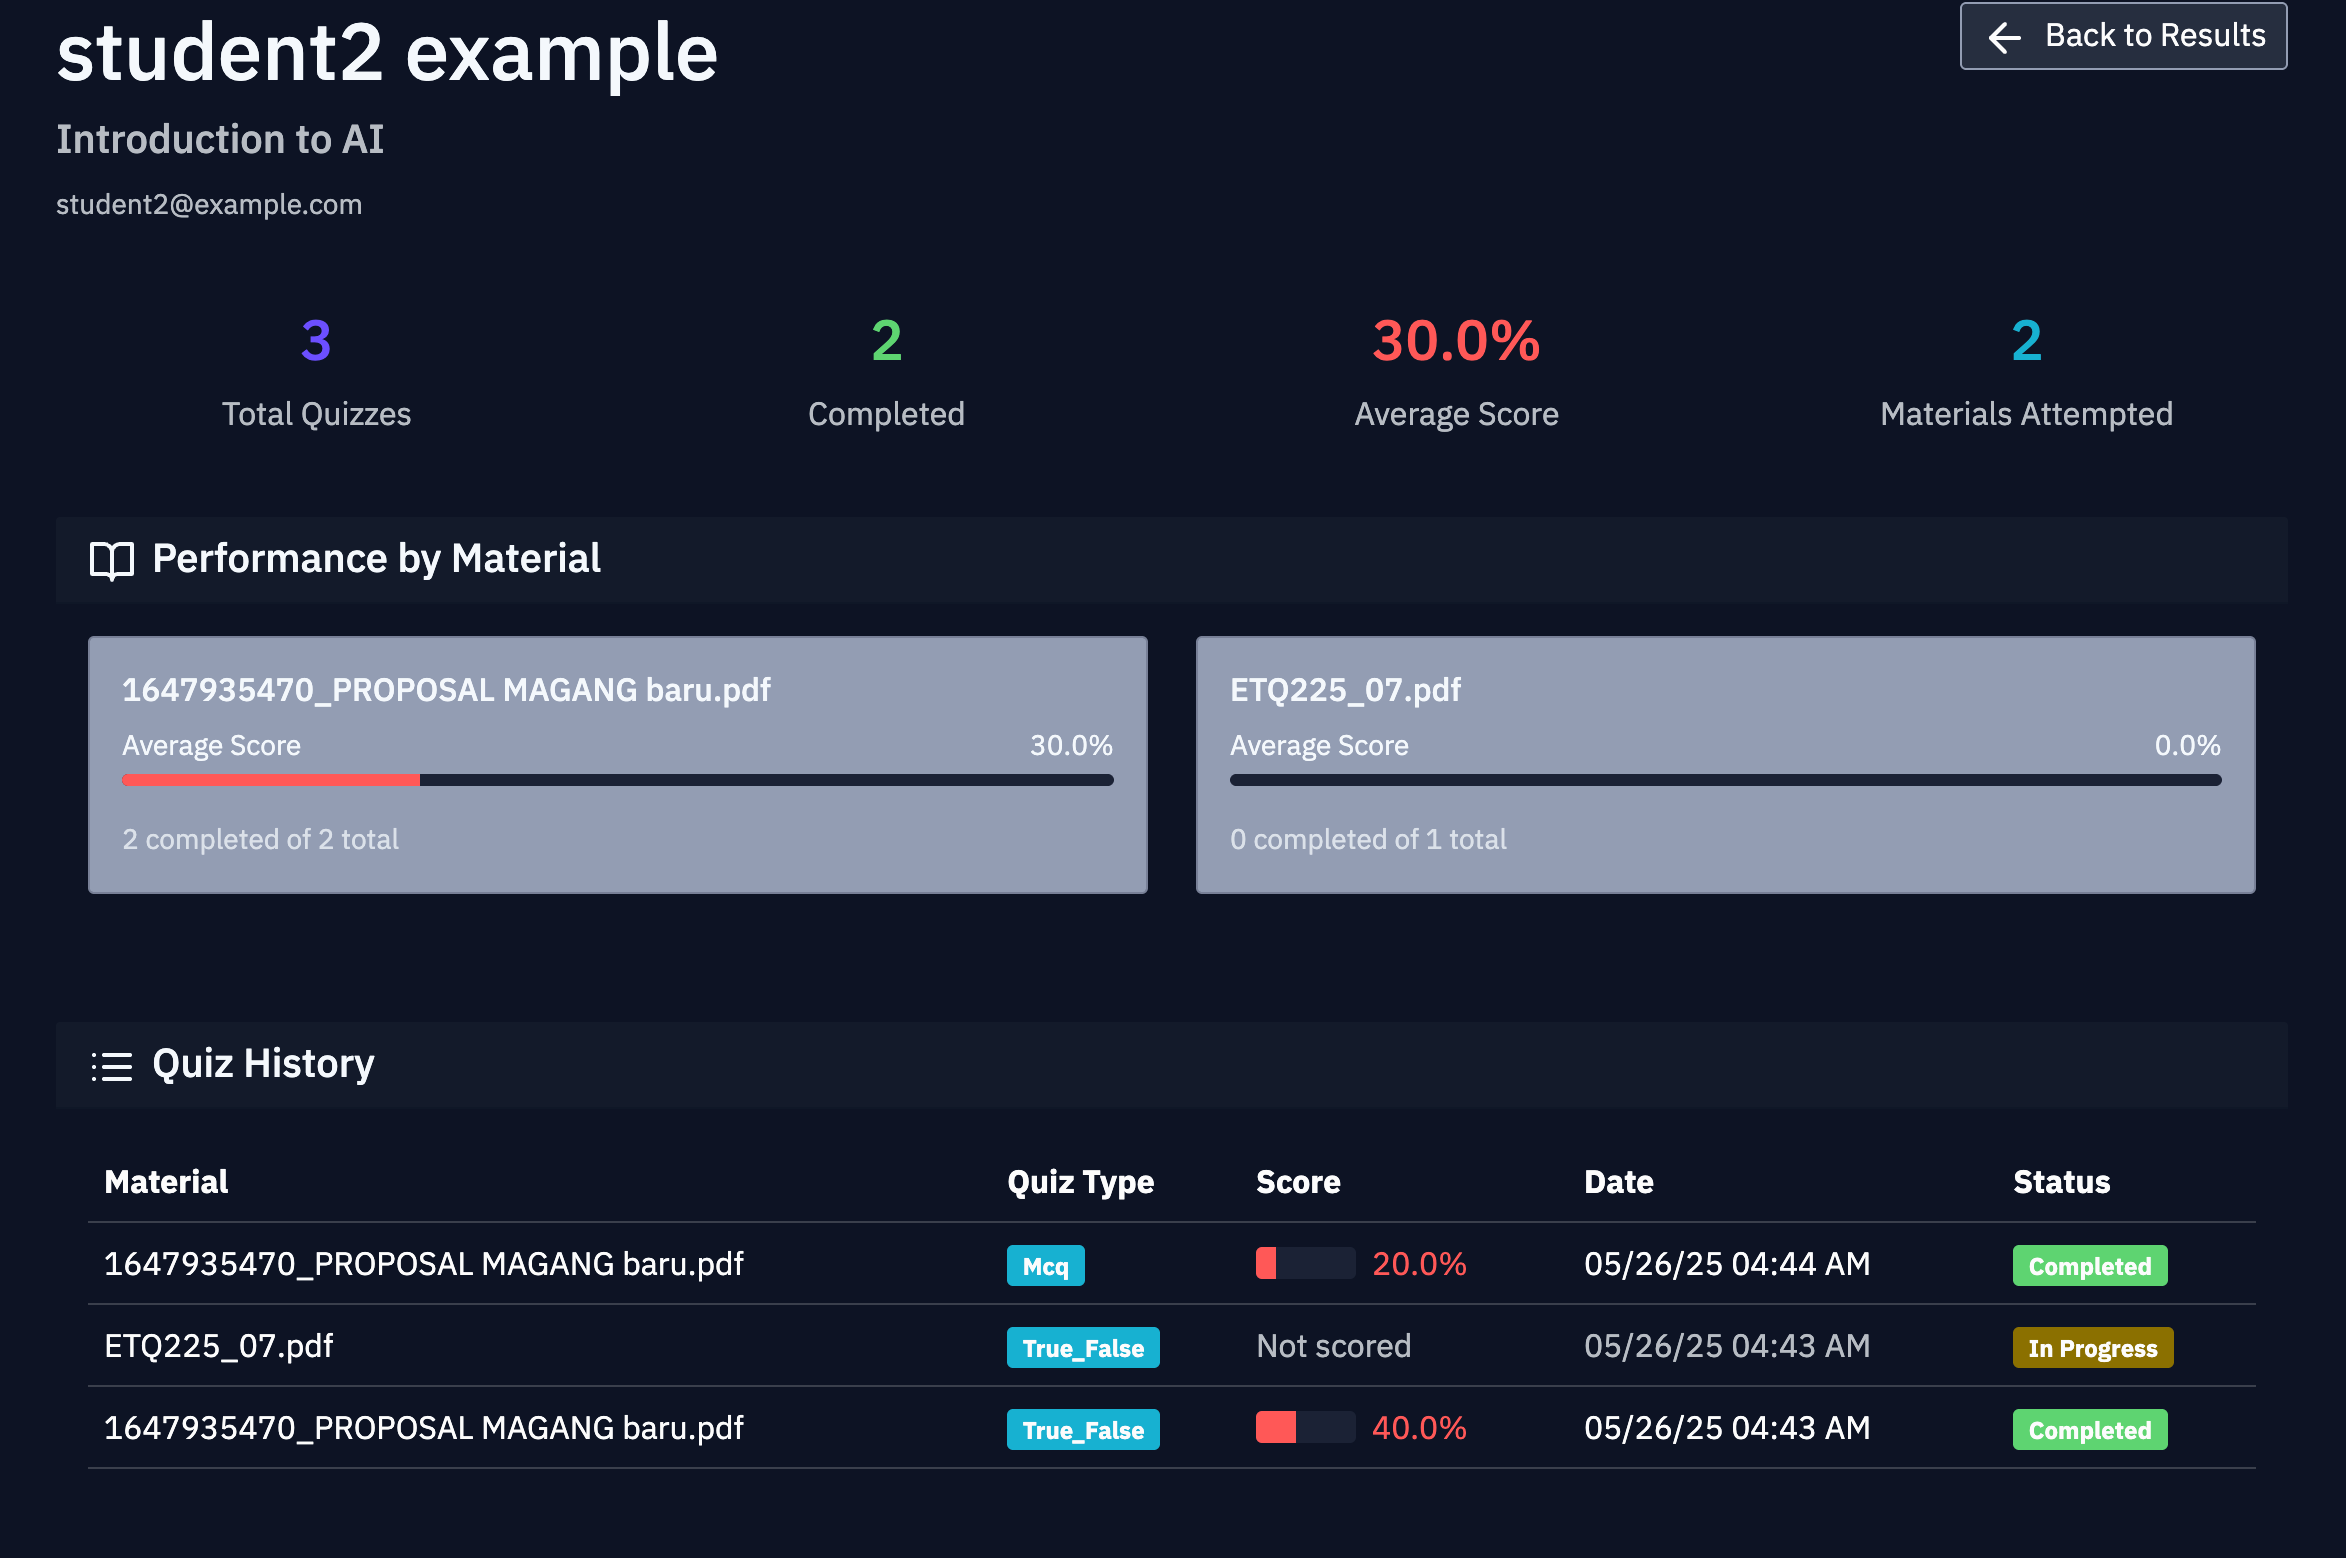 student2 example
Back to Results
Introduction to AI
student2@example.com
3
Total Quizzes
2
Completed
30.0%
Average Score
2
Materials Attempted
Performance by Material
1647935470_PROPOSAL MAGANG baru.pdf
Average Score 30.0%
2 completed of 2 total
ETQ225_07.pdf
Average Score 0.0%
0 completed of 1 total
Quiz History
Material Quiz Type Score Date Status
1647935470_PROPOSAL MAGANG baru.pdf Mcq 20.0% 05/26/25 04:44 AM Completed
ETQ225_07.pdf True_False Not scored 05/26/25 04:43 AM In Progress
1647935470_PROPOSAL MAGANG baru.pdf True_False 40.0% 05/26/25 04:43 AM Completed